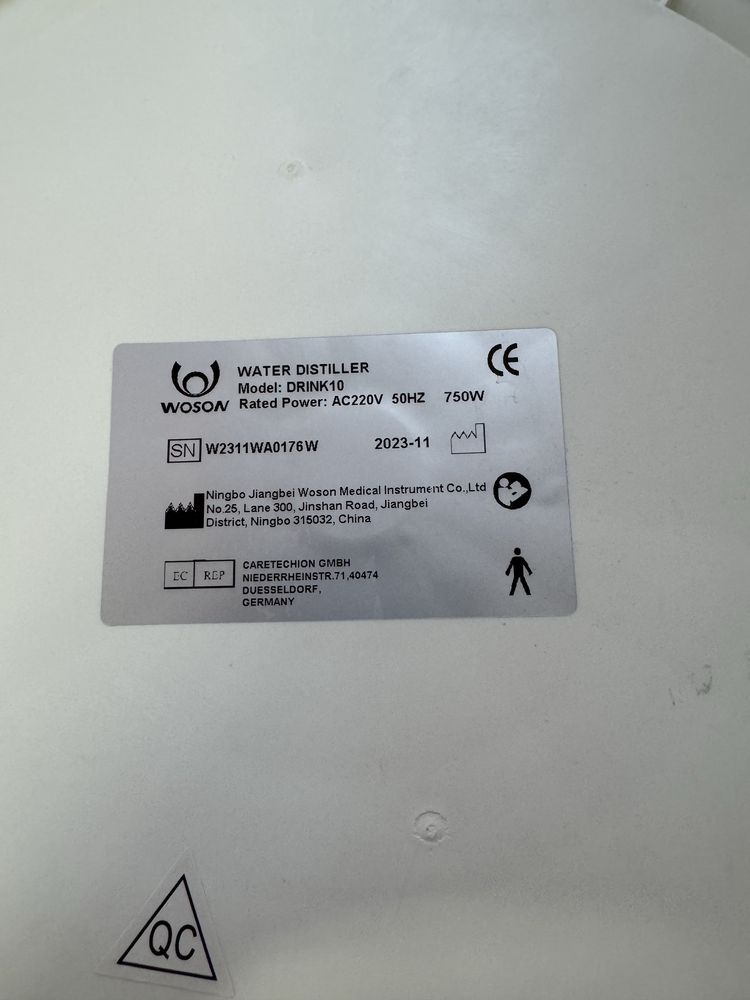 WATER DISTILLER
Model: DRINK10
WOSON Rated Power: AC220V 50HZ 750W
CE
SN W2311WA0176W 2023-11
Ningbo Jiangbei Woson Medical Instrument Co.,Ltd
No.25, Lane 300, Jinshan Road, Jiangbei
District, Ningbo 315032, China
EC REP
CARETECHION GMBH
NIEDERRHEINSTR.71,40474
DUESSELDORF,
GERMANY
QC